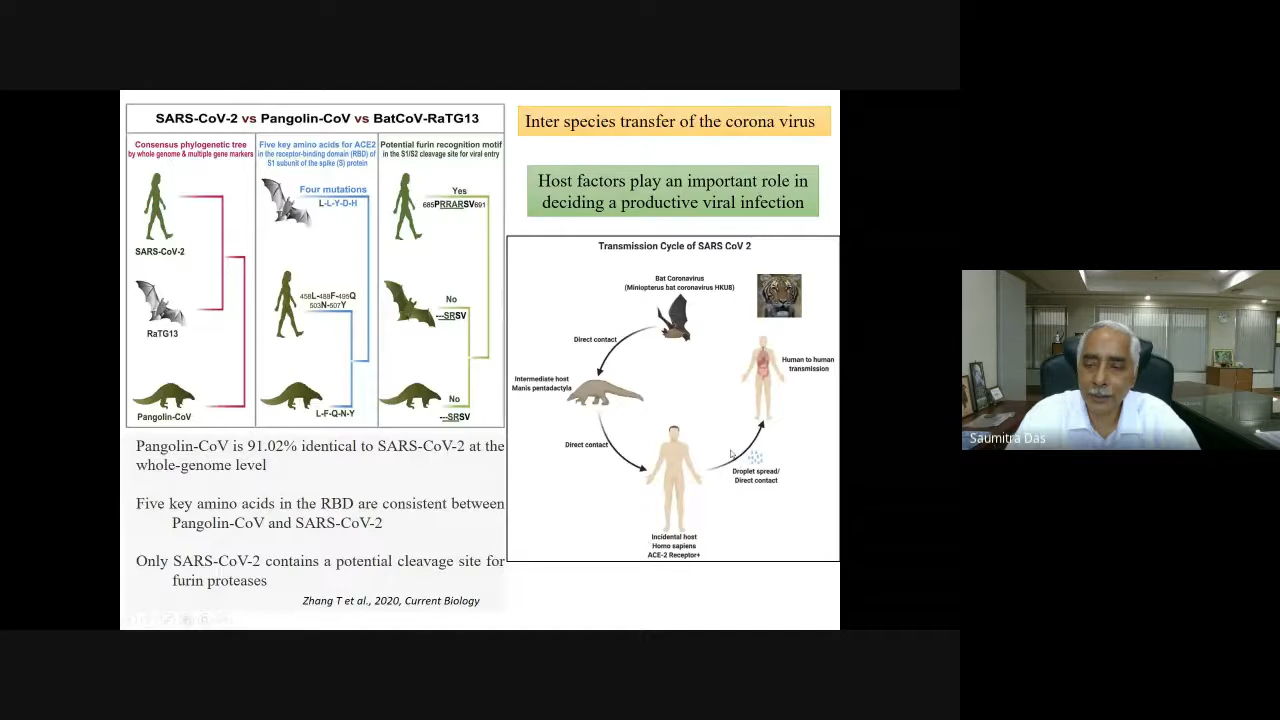 SARS-CoV-2 vs Pangolin-CoV vs BatCoV-RaTG13
Consensus phylogenetic tree
by whole genome & multiple gene markers
SARS-CoV-2
RaTG13
Pangolin-CoV
Five key amino acids for ACE2
in the receptor-binding domain (RBD) of
S1 subunit of the spike (S) protein
Four mutations
L-L-Y-D-H
458L-488F-495Q
503N-507Y
L-F-Q-N-Y
Potential furin recognition motif
in the S1/S2 cleavage site for viral entry
Yes
685PRRARSV691
No
---SRSV
No
---SRSV
Pangolin-CoV is 91.02% identical to SARS-CoV-2 at the
whole-genome level
Five key amino acids in the RBD are consistent between
Pangolin-CoV and SARS-CoV-2
Only SARS-CoV-2 contains a potential cleavage site for
furin proteases
Zhang T et al., 2020, Current Biology
Inter species transfer of the corona virus
Host factors play an important role in
deciding a productive viral infection
Transmission Cycle of SARS CoV 2
Bat Coronavirus
(Miniopterus bat coronavirus HKU8)
Direct contact
Intermediate host
Manis pentadactyla
Direct contact
Human to human
transmission
Droplet spread/
Direct contact
Incidental host
Homo sapiens
ACE-2 Receptor+
Saumitra Das